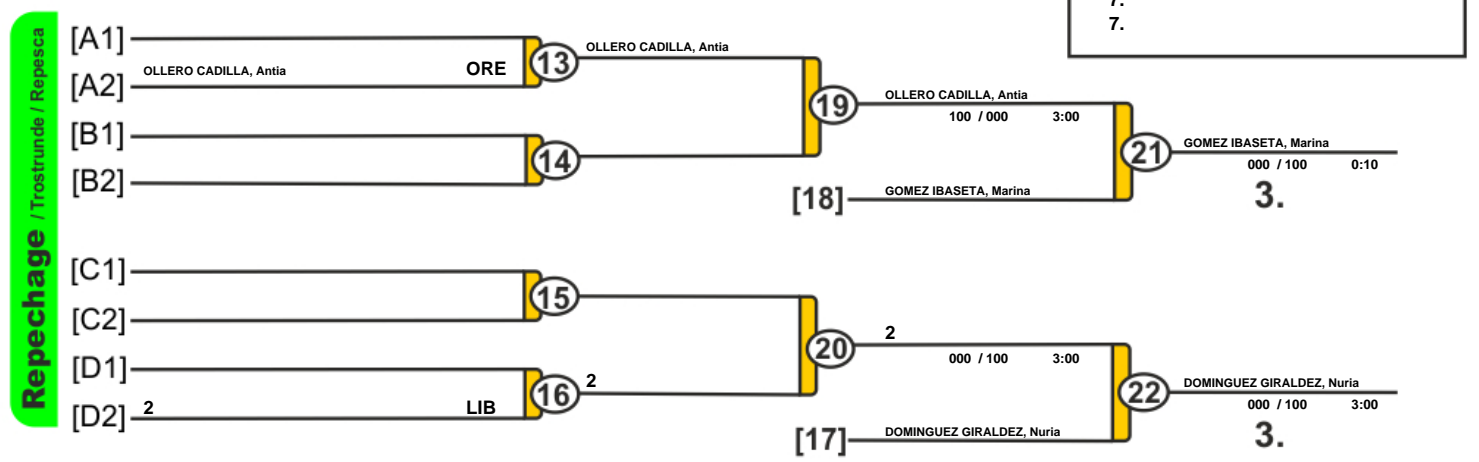 7.
7.
Repechage / Trostrunde / Repesca
[A1]
OLLERO CADILLA, Antia ORE
[A2]
13
OLLERO CADILLA, Antia
[B1]
[B2]
14
19
OLLERO CADILLA, Antia
100 / 000 3:00
[18]
GOMEZ IBASETA, Marina
21
GOMEZ IBASETA, Marina
000 / 100 0:10
3.
[C1]
[C2]
15
[D1]
[D2]
2 LIB
16
2
20
2
000 / 100 3:00
[17]
DOMINGUEZ GIRALDEZ, Nuria
22
DOMINGUEZ GIRALDEZ, Nuria
000 / 100 3:00
3.